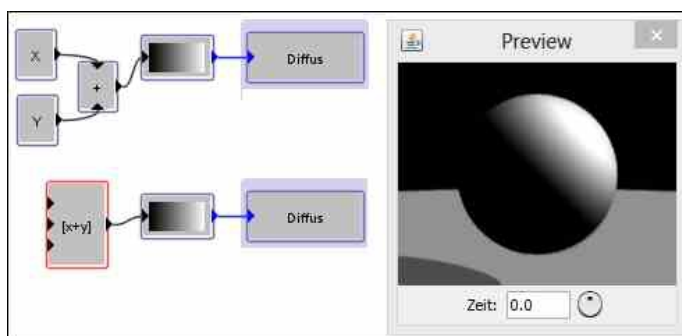 X
Y
+
Diffus
[x+y]
Diffus
Preview
Zeit: 0.0